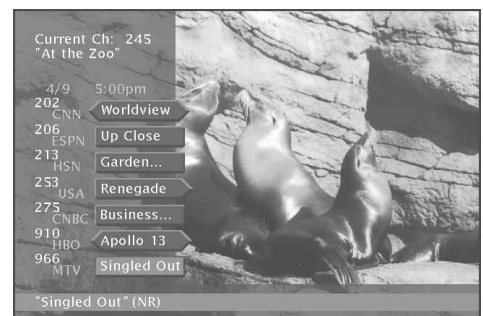 Current Ch: 245
"At the Zoo"
4/9 5:00pm
202 CNN Worldview
206 ESPN Up Close
213 HSN Garden...
253 USA Renegade
275 CNBC Business...
910 HBO Apollo 13
966 MTV Singled Out
"Singled Out" (NR)